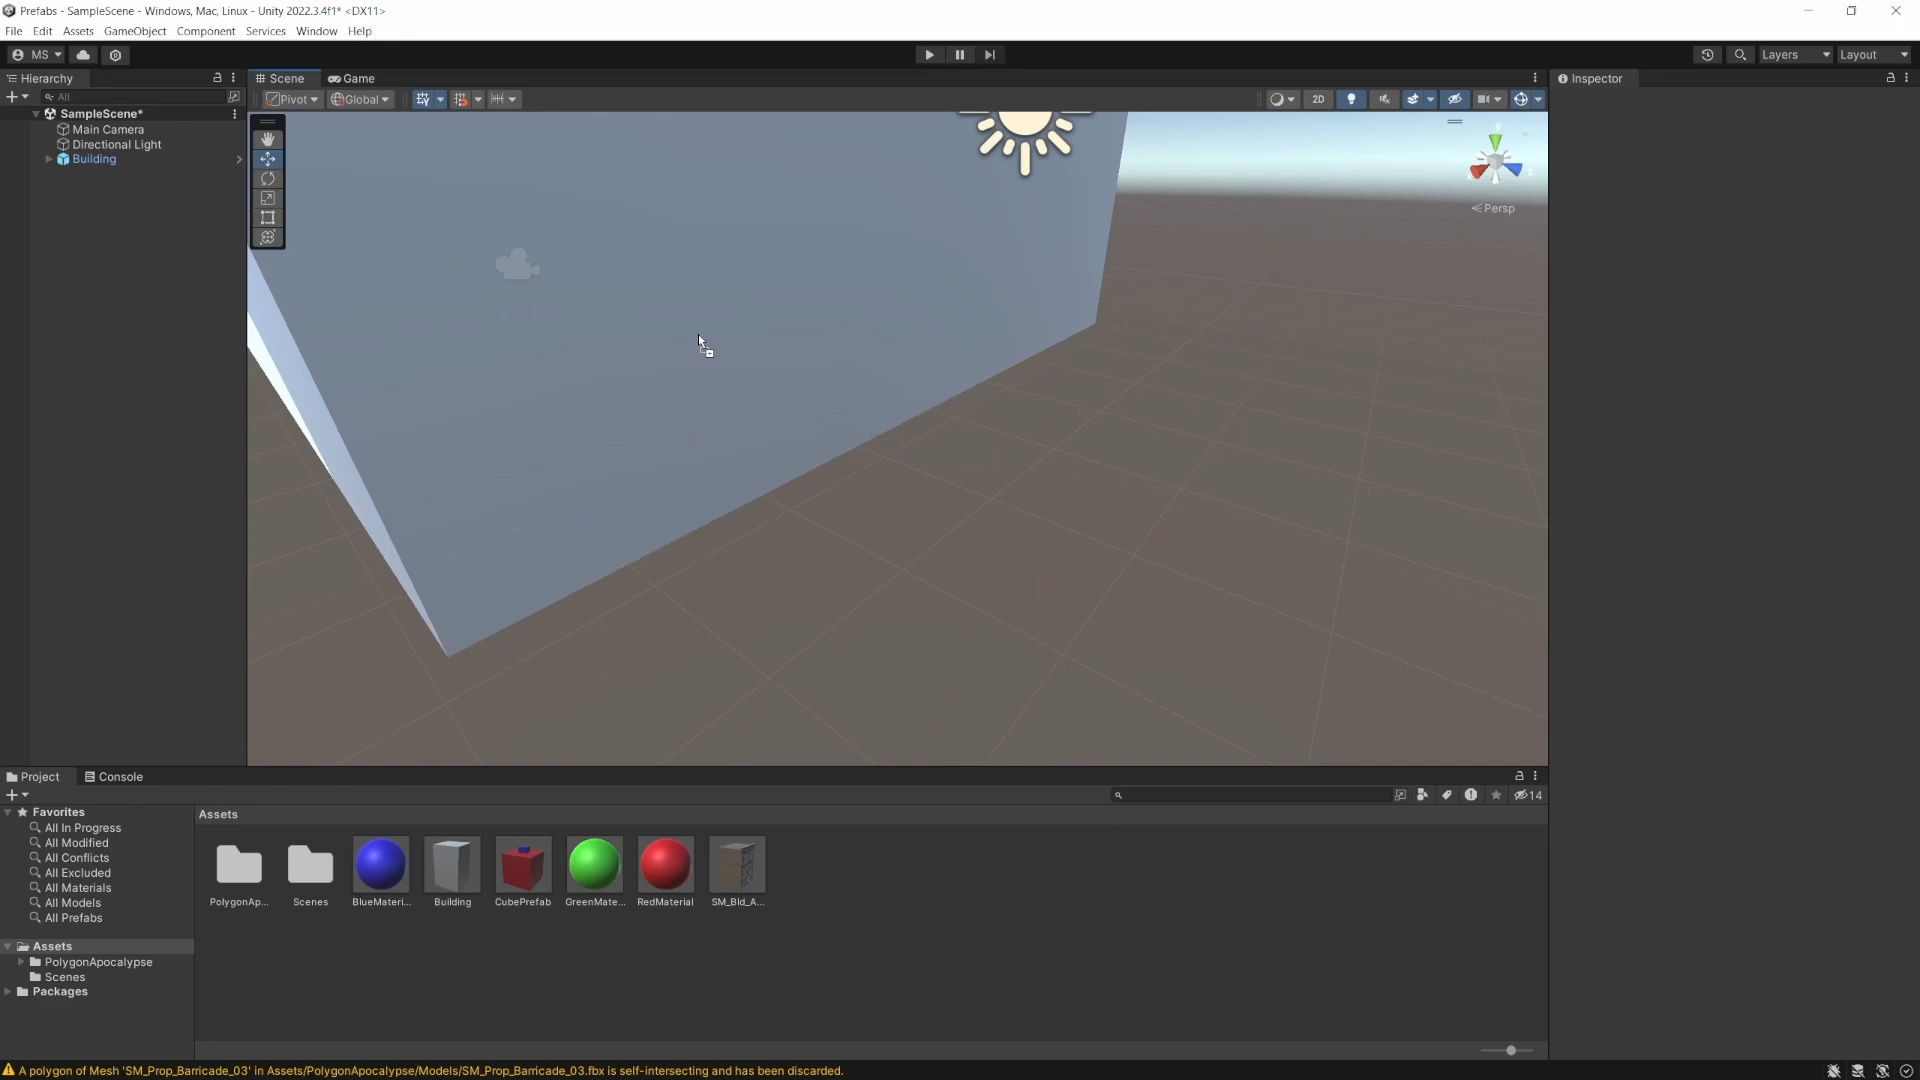 Prefabs - SampleScene - Windows, Mac, Linux - Unity 2022.3.4f1* <DX11>
File Edit Assets GameObject Component Services Window Help
MS
Layers Layout
Hierarchy
Scene Game
Inspector
All
Pivot Global
2D
SampleScene*
Main Camera
Directional Light
Building
y
Persp
Project Console
14
Favorites
All In Progress
All Modified
All Conflicts
All Excluded
All Materials
All Models
All Prefabs
Assets
PolygonApocalypse
Scenes
Packages
Assets
PolygonAp... Scenes BlueMateri... Building CubePrefab GreenMate... RedMaterial SM_Bld_A...
A polygon of Mesh 'SM_Prop_Barricade_03' in Assets/PolygonApocalypse/Models/SM_Prop_Barricade_03.fbx is self-intersecting and has been discarded.